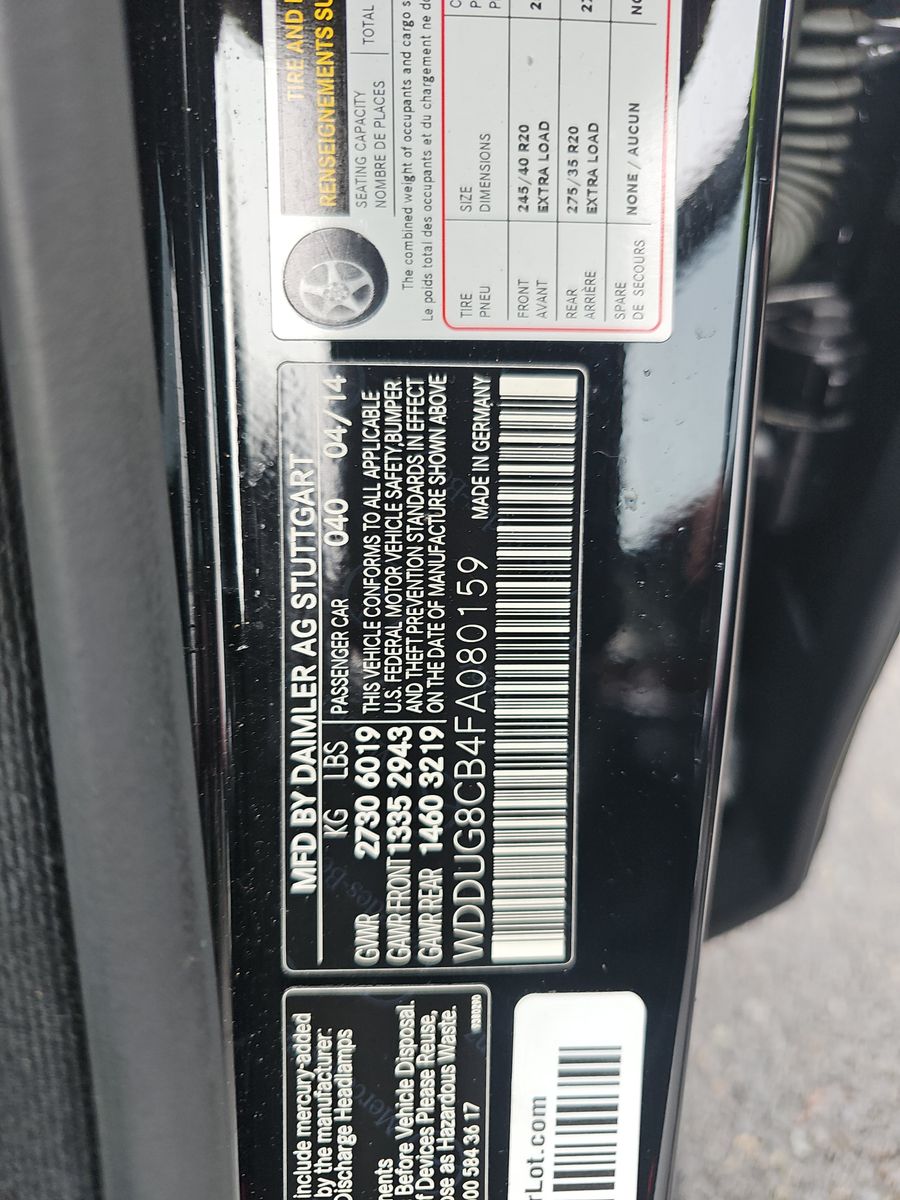 TIRE AND
RENSEIGNEMENTS
SEATING CAPACITY
NOMBRE DE PLACES
TOTAL
The combined weight of occupants and cargo
Le poids total des occupants et du chargement ne
TIRE SIZE
PNEU DIMENSIONS
FRONT 245/40 R20
AVANT EXTRA LOAD
REAR 275/35 R20
ARRIÈRE EXTRA LOAD
SPARE NONE / AUCUN
DE SECOURS
MFD BY DAIMLER AG STUTTGART
KG LBS PASSENGER CAR 040 04/14
GVWR 2730 6019 THIS VEHICLE CONFORMS TO ALL APPLICABLE
GAWR FRONT 1335 2943 U.S. FEDERAL MOTOR VEHICLE SAFETY,BUMPER
GAWR REAR 1460 3219 AND THEFT PREVENTION STANDARDS IN EFFECT
ON THE DATE OF MANUFACTURE SHOWN ABOVE
WDDUG8CB4FA080159 MADE IN GERMANY
include mercury-added
by the manufacturer:
Discharge Headlamps
Before Vehicle Disposal.
Devices Please Reuse,
as Hazardous Waste.
00 584 36 17
rLot.com